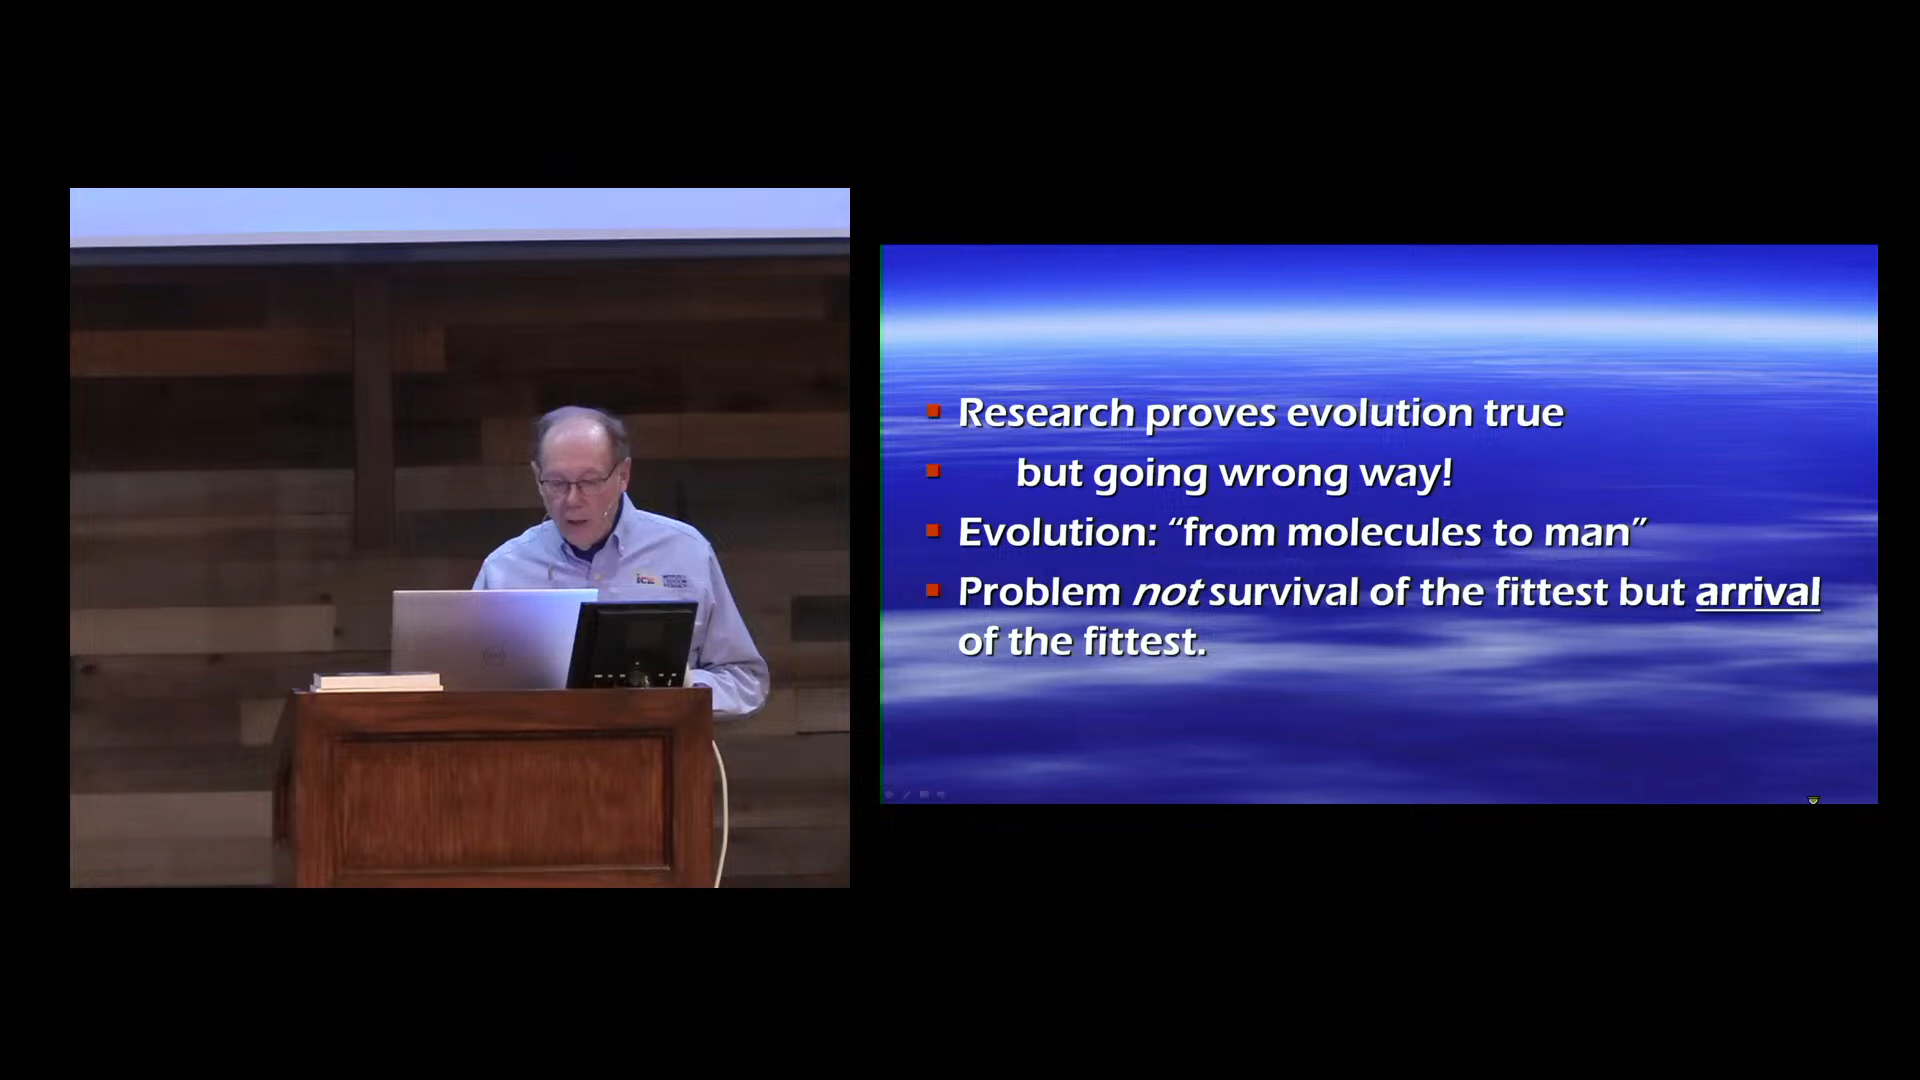 Research proves evolution true
but going wrong way!
Evolution: “from molecules to man”
Problem not survival of the fittest but arrival
of the fittest.